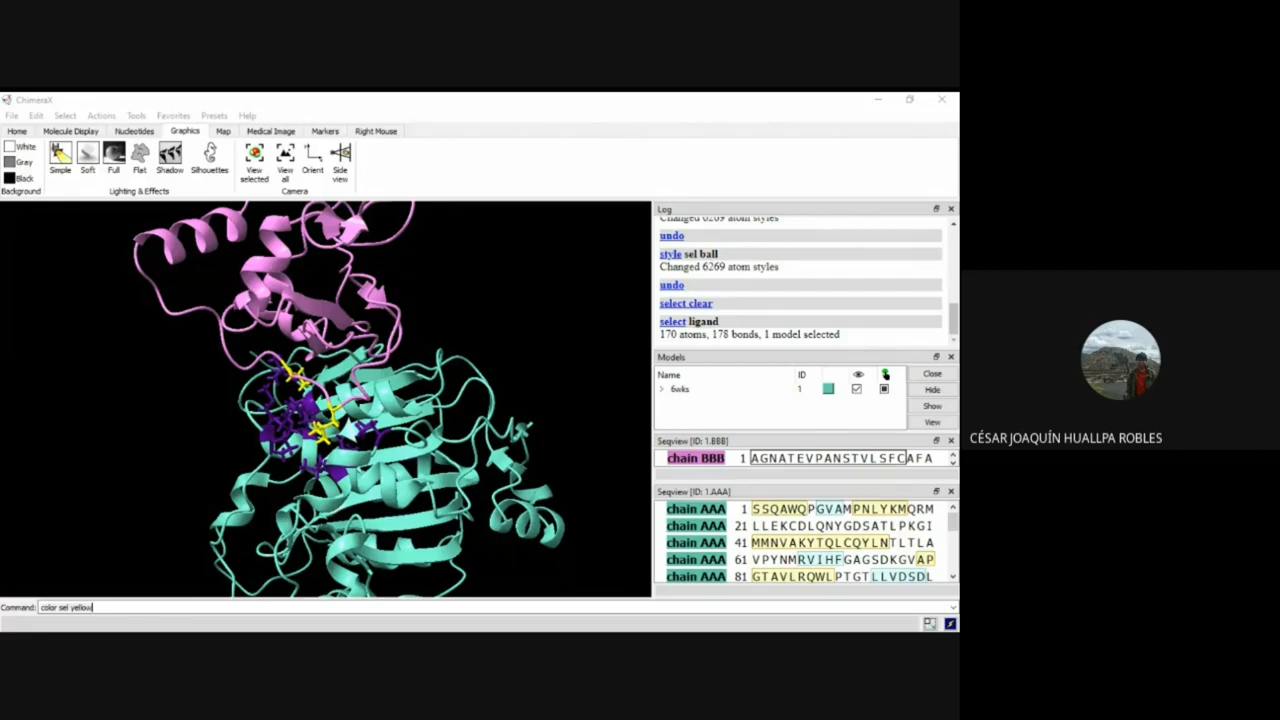 ChimeraX
File Edit Select Actions Tools Favorites Presets Help
Home Molecule Display Nucleotides Graphics Map Medical Image Markers Right Mouse
White
Gray
Black
Background
Simple Soft Full Flat Shadow Silhouettes
Lighting & Effects
View selected View all Orient Side view
Camera
Log
Changed 6269 atom styles
undo
style sel ball
Changed 6269 atom styles
undo
select clear
select ligand
170 atoms, 178 bonds, 1 model selected
Models
Name ID
6wks 1
Close
Hide
Show
View
Seqview [ID: 1.BBB]
chain BBB 1 AGNATEVPANSTVLSFCAFA
Seqview [ID: 1.AAA]
chain AAA 1 SSQAWQPGVAMPNLYKMQRM
chain AAA 21 LLEKCDLQNYGDSATLPKGI
chain AAA 41 MMNVAKYTQLCQYLNTLTLA
chain AAA 61 VPYNMRVIHFGAGSDKGVAP
chain AAA 81 GTAVLRQWLPTGTLLVDSDL
Command: color sel yellow
CÉSAR JOAQUÍN HUALLPA ROBLES